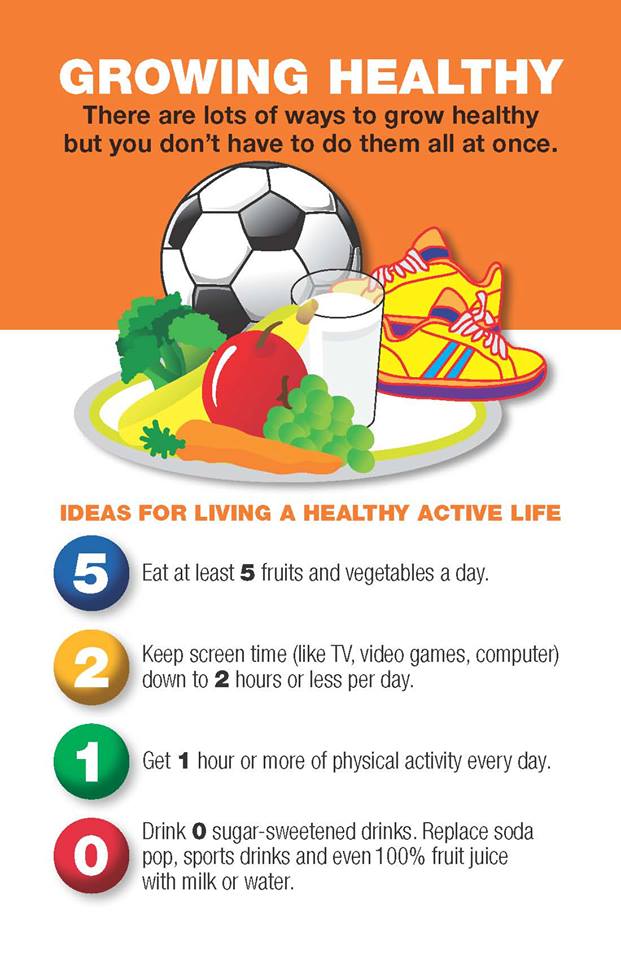 GROWING HEALTHY
There are lots of ways to grow healthy
but you don't have to do them all at once.
IDEAS FOR LIVING A HEALTHY ACTIVE LIFE
5
Eat at least 5 fruits and vegetables a day.
2
Keep screen time (like TV, video games, computer)
down to 2 hours or less per day.
1
Get 1 hour or more of physical activity every day.
0
Drink 0 sugar-sweetened drinks. Replace soda
pop, sports drinks and even 100% fruit juice
with milk or water.